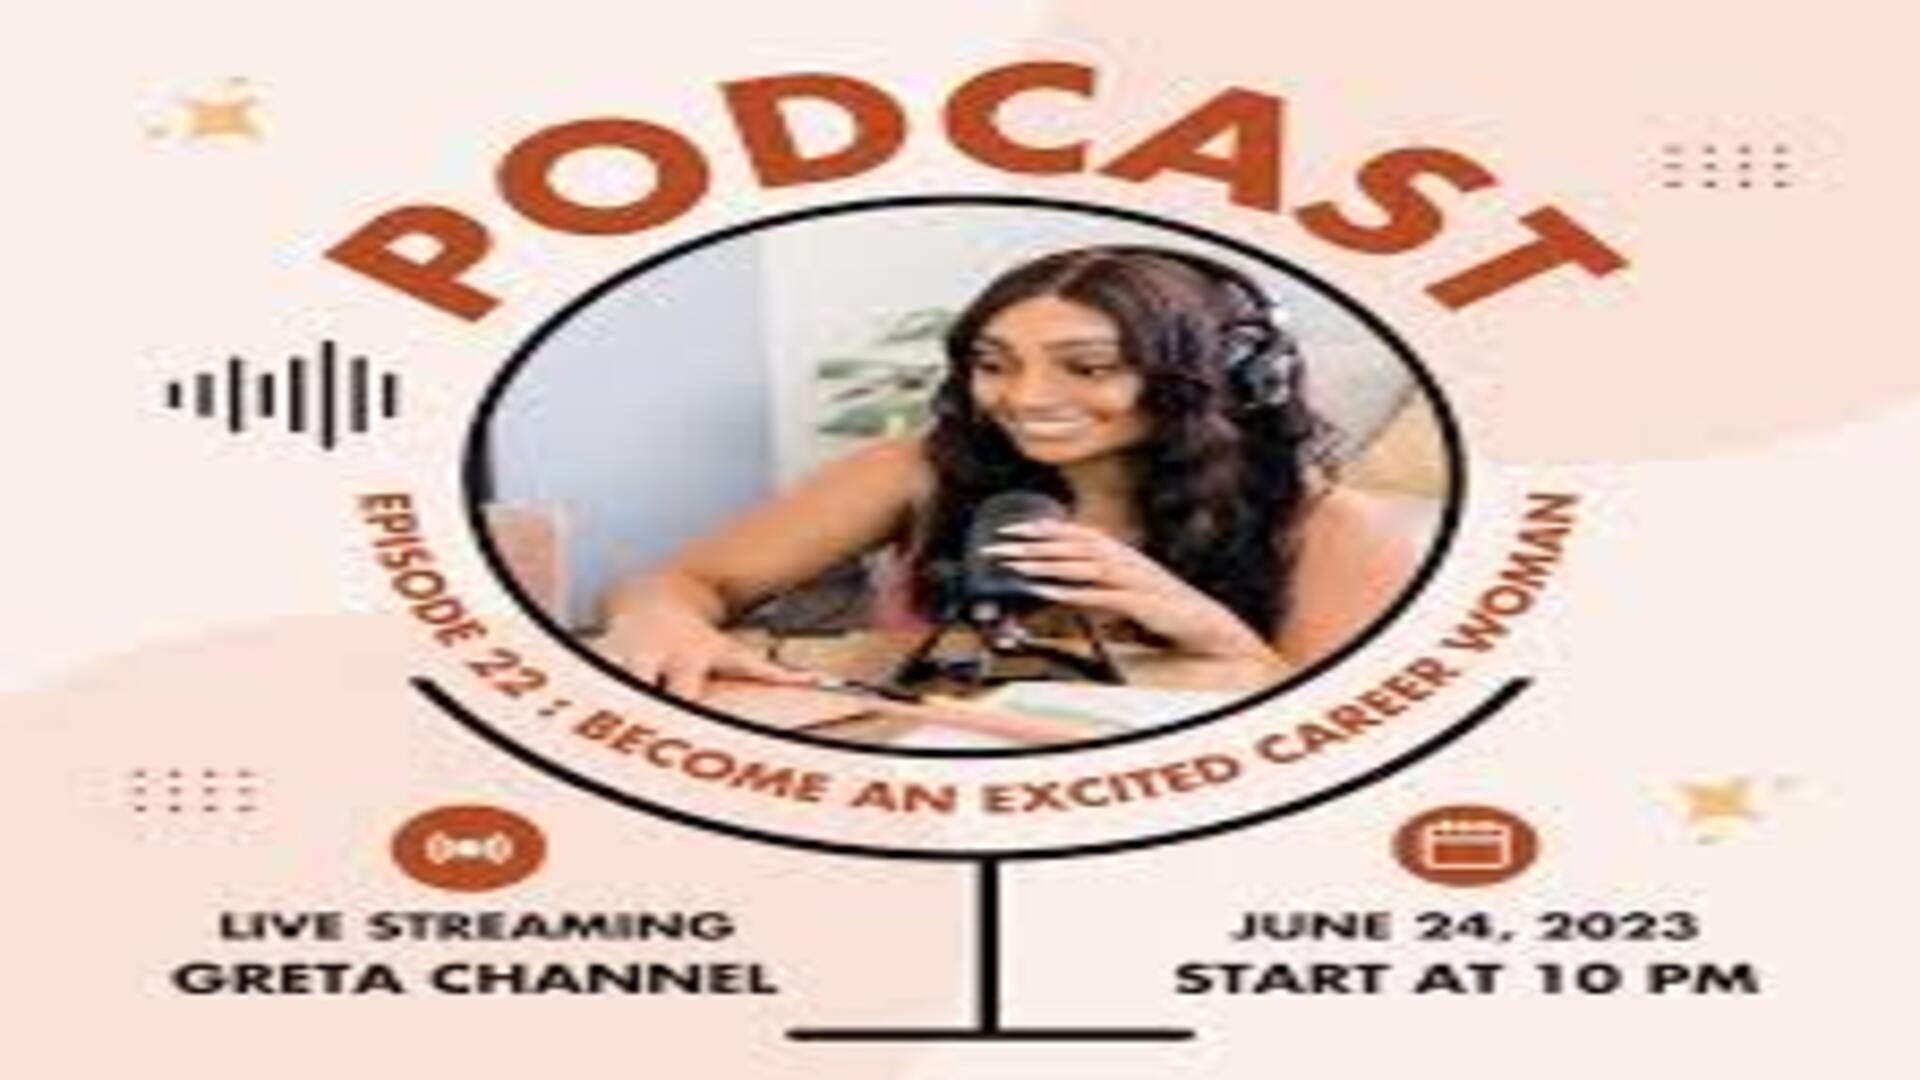 PODCAST
EPISODE 22 : BECOME AN EXCITED CAREER WOMAN
LIVE STREAMING
GRETA CHANNEL
JUNE 24, 2023
START AT 10 PM